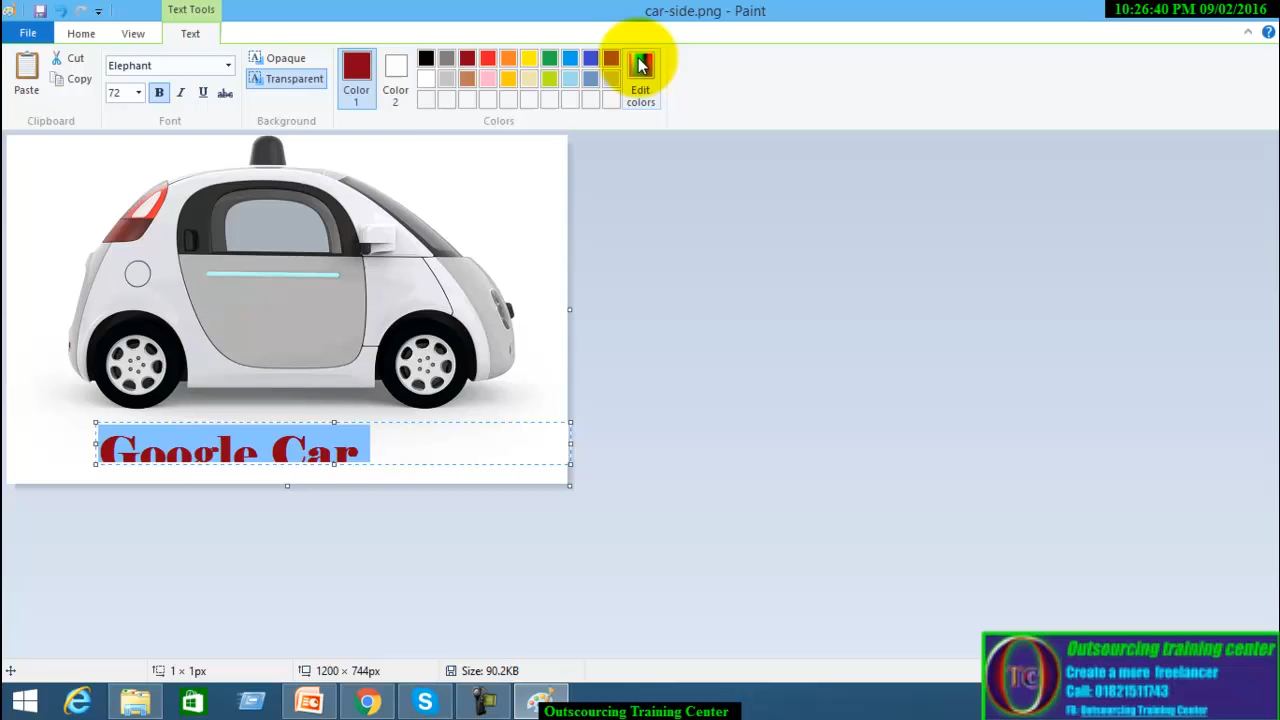 Text Tools
car-side.png - Paint
10:26:40 PM 09/02/2016
File
Home
View
Text
Paste
Cut
Copy
Clipboard
Elephant
72
B
I
U
abc
Font
A Opaque
A Transparent
Background
Color
1
Color
2
Edit
colors
Colors
Google Car
1 × 1px
1200 × 744px
Size: 90.2KB
Outsourcing training center
Create a more freelancer
Call: 01821511743
FB: Outsourcing Training Center
OTC
Outsourcing Training Center